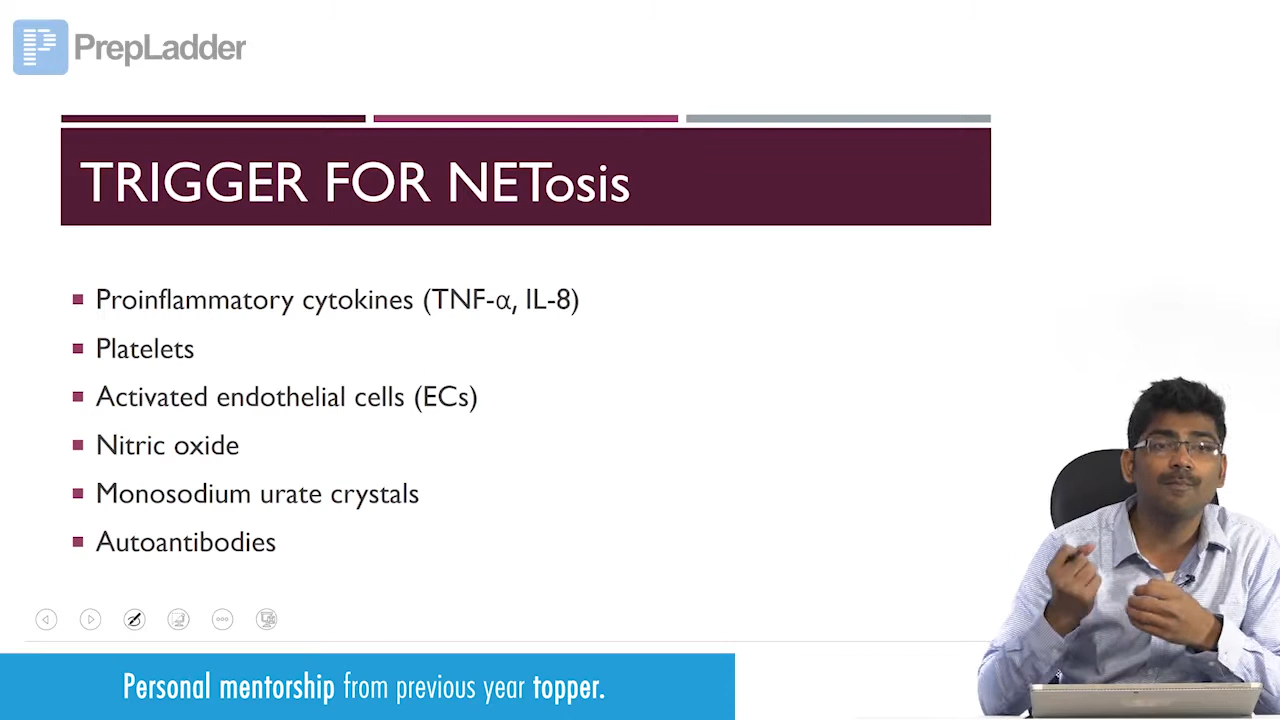 PrepLadder
TRIGGER FOR NETosis
Proinflammatory cytokines (TNF-α, IL-8)
Platelets
Activated endothelial cells (ECs)
Nitric oxide
Monosodium urate crystals
Autoantibodies
Personal mentorship from previous year topper.